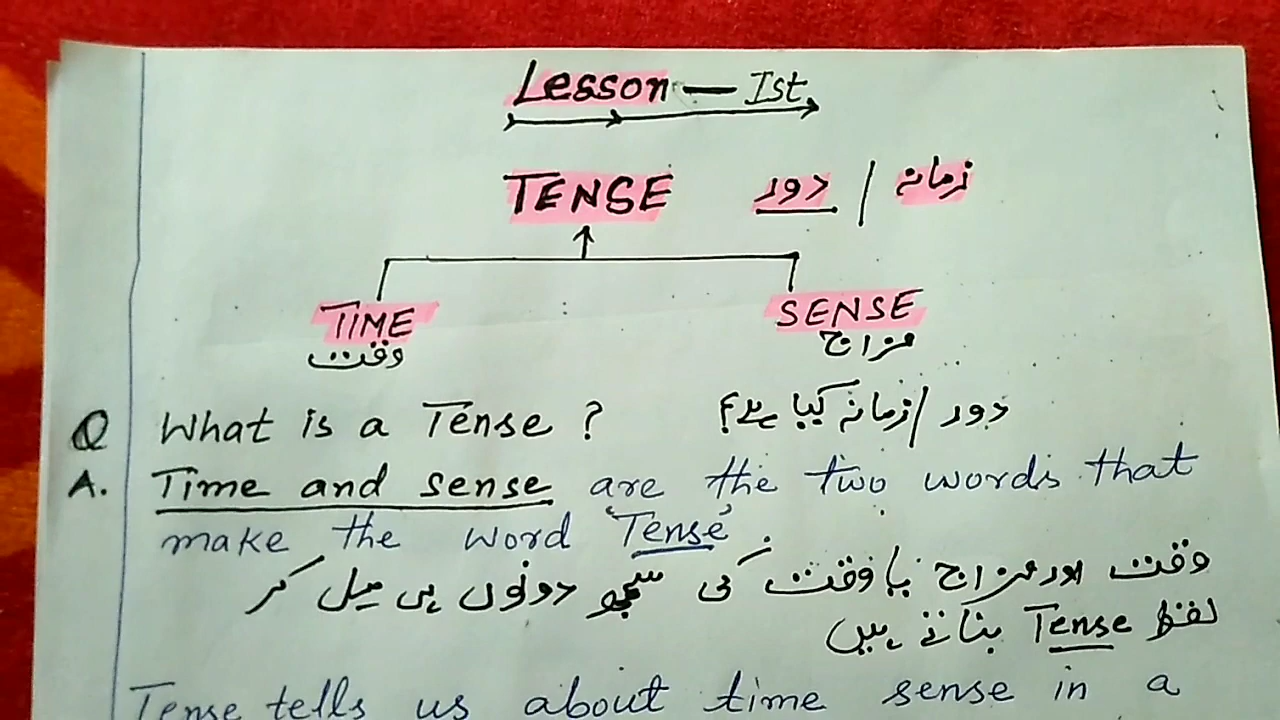 Lesson — Ist
TENSE دور / زمانہ
TIME SENSE
وقت مزاج
Q What is a Tense ? دور / زمانہ کیا ہے؟
A. Time and sense are the two words that
make the word 'Tense'.
وقت اور مزاج یا وقت کی سمجھ دونوں ہی میل کر
لفظ Tense بناتے ہیں
Tense tells us about time sense in a